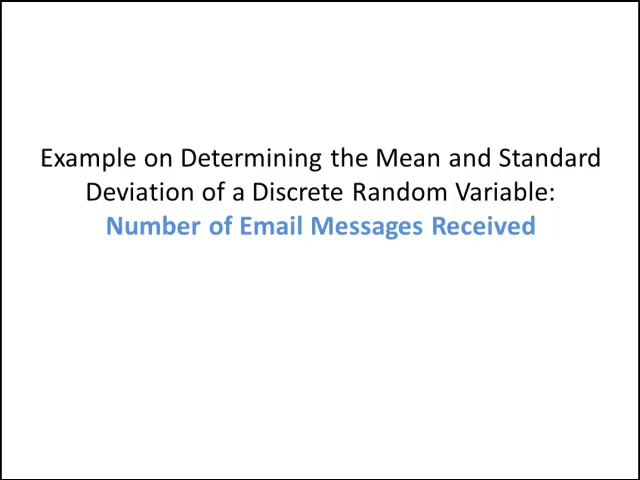 Example on Determining the Mean and Standard
Deviation of a Discrete Random Variable:
Number of Email Messages Received